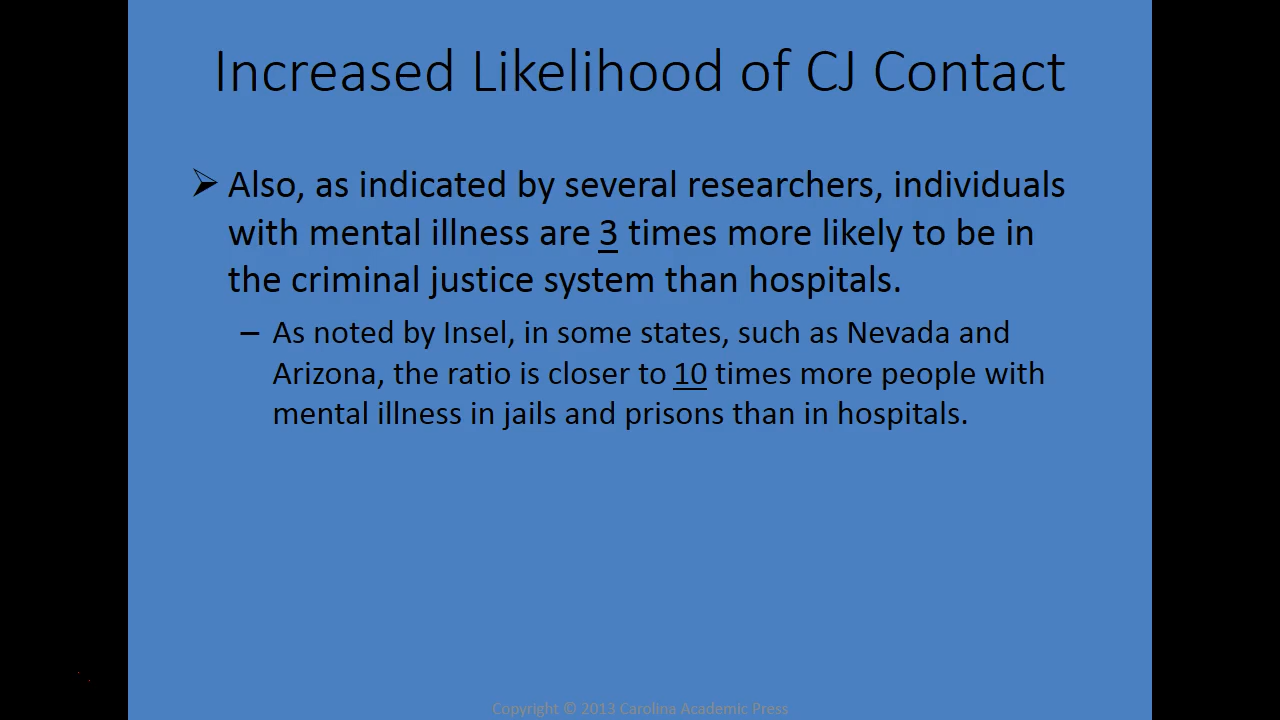 Increased Likelihood of CJ Contact
Also, as indicated by several researchers, individuals
with mental illness are 3 times more likely to be in
the criminal justice system than hospitals.
– As noted by Insel, in some states, such as Nevada and
Arizona, the ratio is closer to 10 times more people with
mental illness in jails and prisons than in hospitals.
Copyright © 2013 Carolina Academic Press